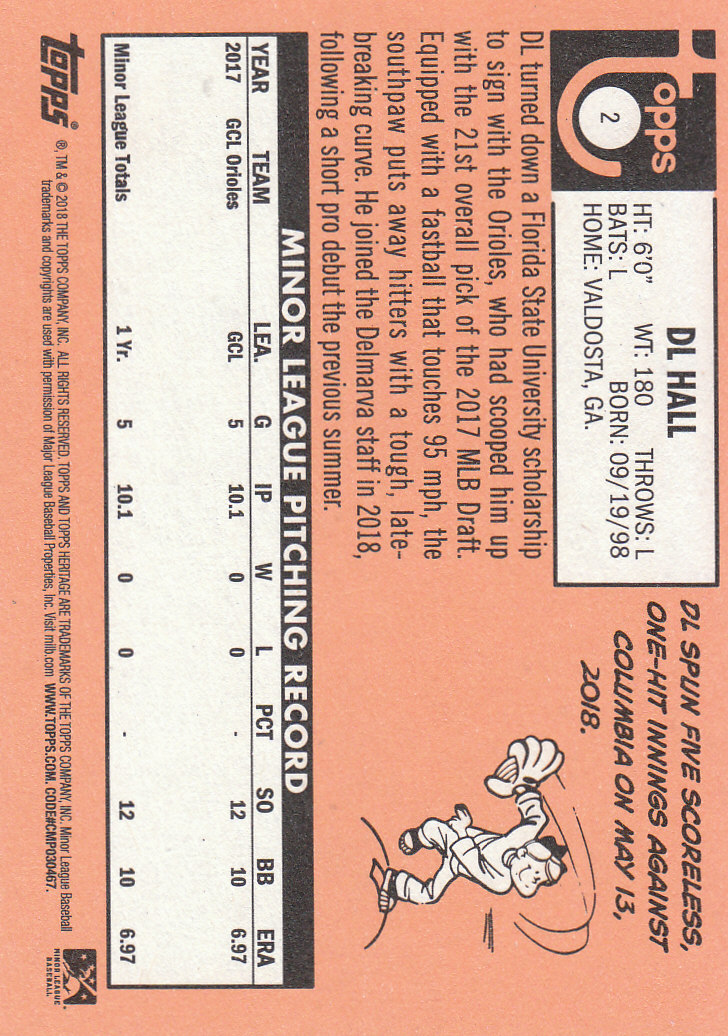 topps
2
DL HALL
HT: 6'0" WT: 180 THROWS: L
BATS: L BORN: 09/19/98
HOME: VALDOSTA, GA.
DL turned down a Florida State University scholarship
to sign with the Orioles, who had scooped him up
with the 21st overall pick of the 2017 MLB Draft.
Equipped with a fastball that touches 95 mph, the
southpaw puts away hitters with a tough, late-
breaking curve. He joined the Delmarva staff in 2018,
following a short pro debut the previous summer.
DL SPUN FIVE SCORELESS,
ONE-HIT INNINGS AGAINST
COLUMBIA ON MAY 13,
2018.
MINOR LEAGUE PITCHING RECORD
YEAR TEAM LEA. G IP W L PCT SO BB ERA
2017 GCL Orioles GCL 5 10.1 0 0 - 12 10 6.97
Minor League Totals 1 Yr. 5 10.1 0 0 - 12 10 6.97
topps®
®, TM & © 2018 THE TOPPS COMPANY, INC. ALL RIGHTS RESERVED. TOPPS AND TOPPS HERITAGE ARE TRADEMARKS OF THE TOPPS COMPANY, INC. Minor League Baseball
trademarks and copyrights are used with permission of Major League Baseball Properties, Inc. Visit milb.com WWW.TOPPS.COM. CODE#CMP030467.
MINOR LEAGUE
BASEBALL